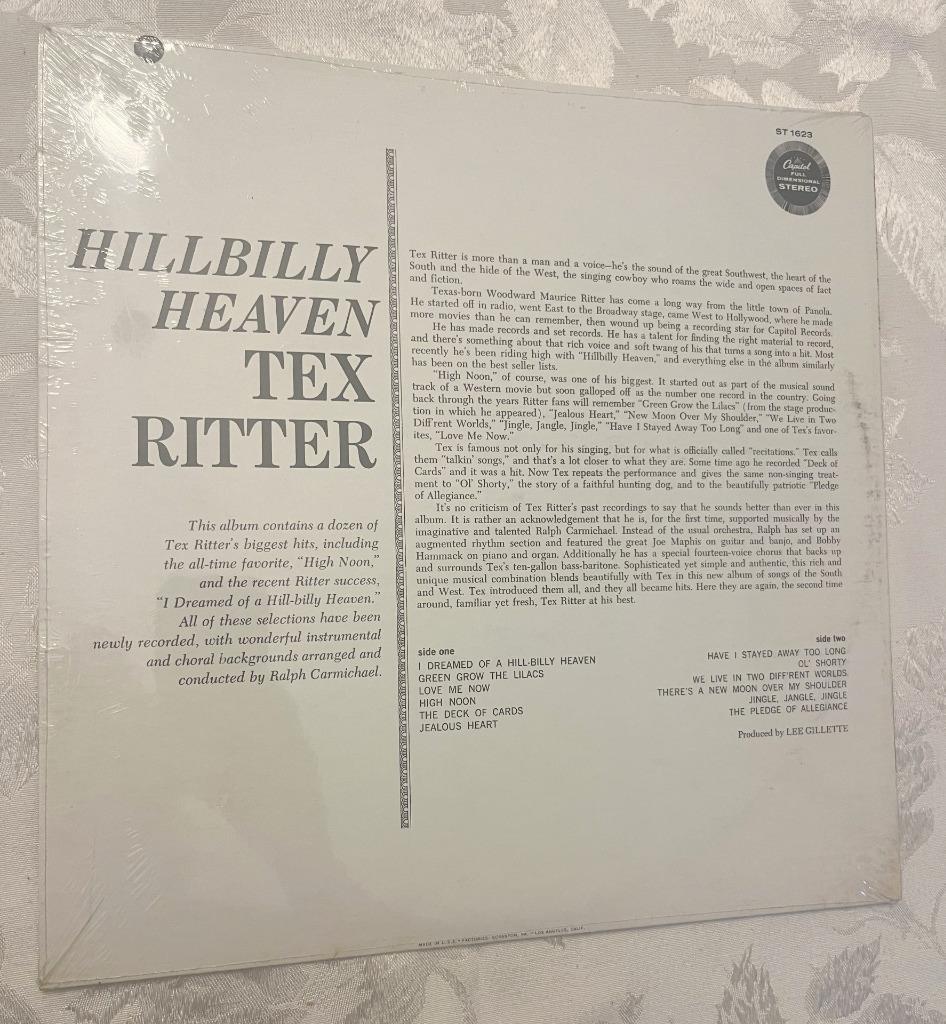 ST 1623
Capitol
FULL
DIMENSIONAL
STEREO
HILLBILLY
HEAVEN
TEX
RITTER
This album contains a dozen of
Tex Ritter's biggest hits, including
the all-time favorite, "High Noon,"
and the recent Ritter success,
"I Dreamed of a Hill-billy Heaven."
All of these selections have been
newly recorded, with wonderful instrumental
and choral backgrounds arranged and
conducted by Ralph Carmichael.
Tex Ritter is more than a man and a voice—he's the sound of the great Southwest, the heart of the
South and the hide of the West, the singing cowboy who roams the wide and open spaces of fact
and fiction.
Texas-born Woodward Maurice Ritter has come a long way from the little town of Panola.
He started off in radio, went East to the Broadway stage, came West to Hollywood, where he made
more movies than he can remember, then wound up being a recording star for Capitol Records.
He has made records and set records. He has a talent for finding the right material to record,
and there's something about that rich voice and soft twang of his that turns a song into a hit. Most
recently he's been riding high with "Hillbilly Heaven," and everything else in the album similarly
has been on the best seller lists.
"High Noon," of course, was one of his biggest. It started out as part of the musical sound
track of a Western movie but soon galloped off as the number one record in the country. Going
back through the years Ritter fans will remember "Green Grow the Lilacs" (from the stage produc-
tion in which he appeared), "Jealous Heart," "New Moon Over My Shoulder," "We Live in Two
Diff'rent Worlds," "Jingle, Jangle, Jingle," "Have I Stayed Away Too Long" and one of Tex's favor-
ites, "Love Me Now."
Tex is famous not only for his singing, but for what is officially called "recitations." Tex calls
them "talkin' songs," and that's a lot closer to what they are. Some time ago he recorded "Deck of
Cards" and it was a hit. Now Tex repeats the performance and gives the same non-singing treat-
ment to "Ol' Shorty," the story of a faithful hunting dog, and to the beautifully patriotic "Pledge
of Allegiance."
It's no criticism of Tex Ritter's past recordings to say that he sounds better than ever in this
album. It is rather an acknowledgement that he is, for the first time, supported musically by the
imaginative and talented Ralph Carmichael. Instead of the usual orchestra, Ralph has set up an
augmented rhythm section and featured the great Joe Maphis on guitar and banjo, and Bobby
Hammack on piano and organ. Additionally he has a special fourteen-voice chorus that backs up
and surrounds Tex's ten-gallon bass-baritone. Sophisticated yet simple and authentic, this rich and
unique musical combination blends beautifully with Tex in this new album of songs of the South
and West. Tex introduced them all, and they all became hits. Here they are again, the second time
around, familiar yet fresh, Tex Ritter at his best.
side one
I DREAMED OF A HILL-BILLY HEAVEN
GREEN GROW THE LILACS
LOVE ME NOW
HIGH NOON
THE DECK OF CARDS
JEALOUS HEART
side two
HAVE I STAYED AWAY TOO LONG
OL' SHORTY
WE LIVE IN TWO DIFF'RENT WORLDS
THERE'S A NEW MOON OVER MY SHOULDER
JINGLE, JANGLE, JINGLE
THE PLEDGE OF ALLEGIANCE
Produced by LEE GILLETTE
MADE IN U.S.A. • FACTORIES: SCRANTON, PA. • LOS ANGELES, CALIF.